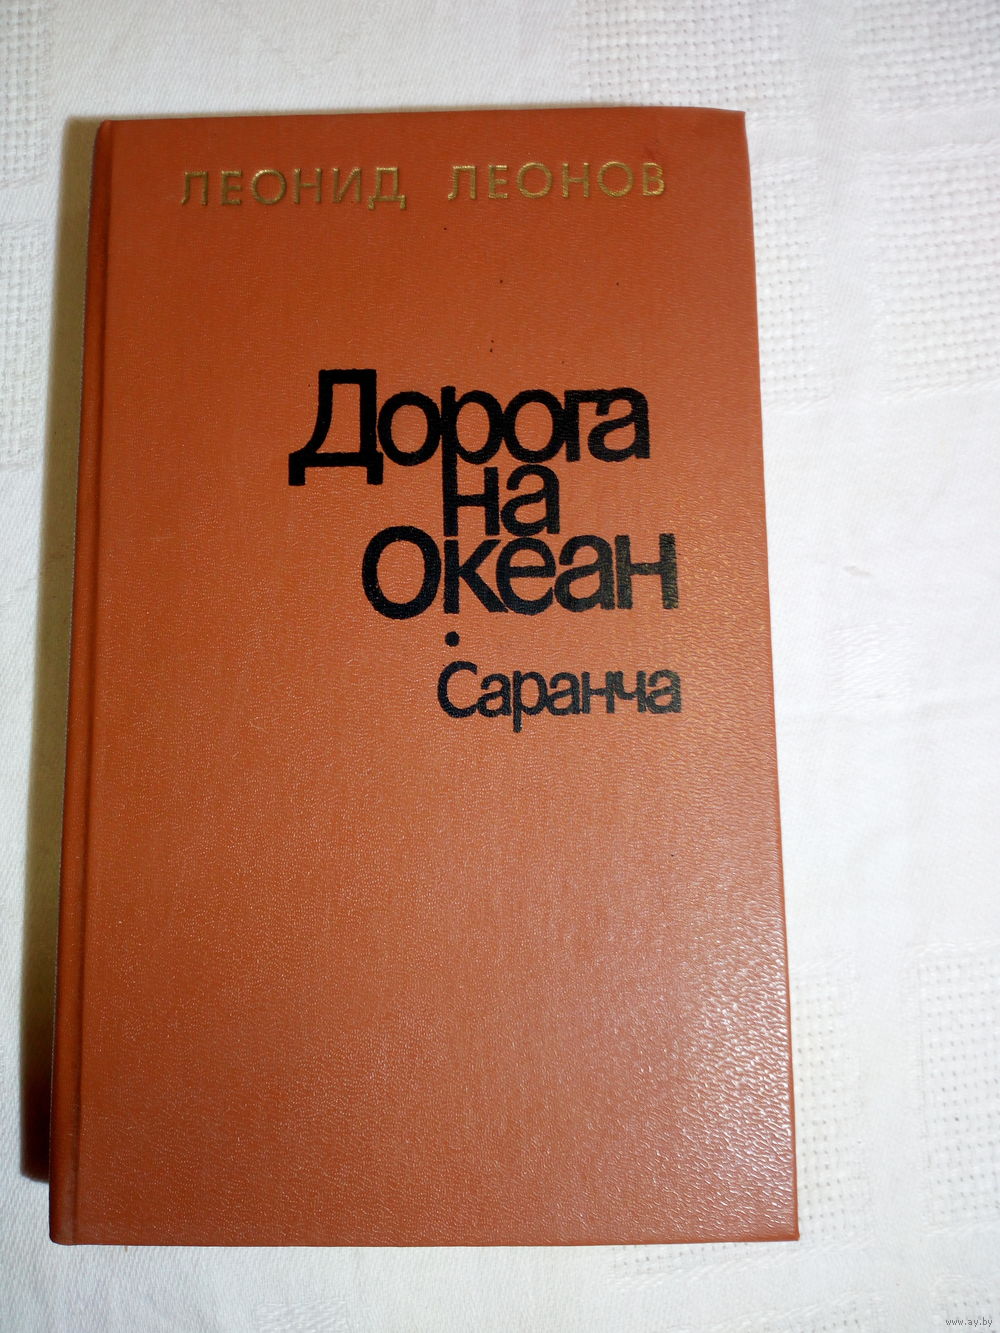 ЛЕОНИД ЛЕОНОВ
Дорога
на
Океан
• Саранча
www.ay.by